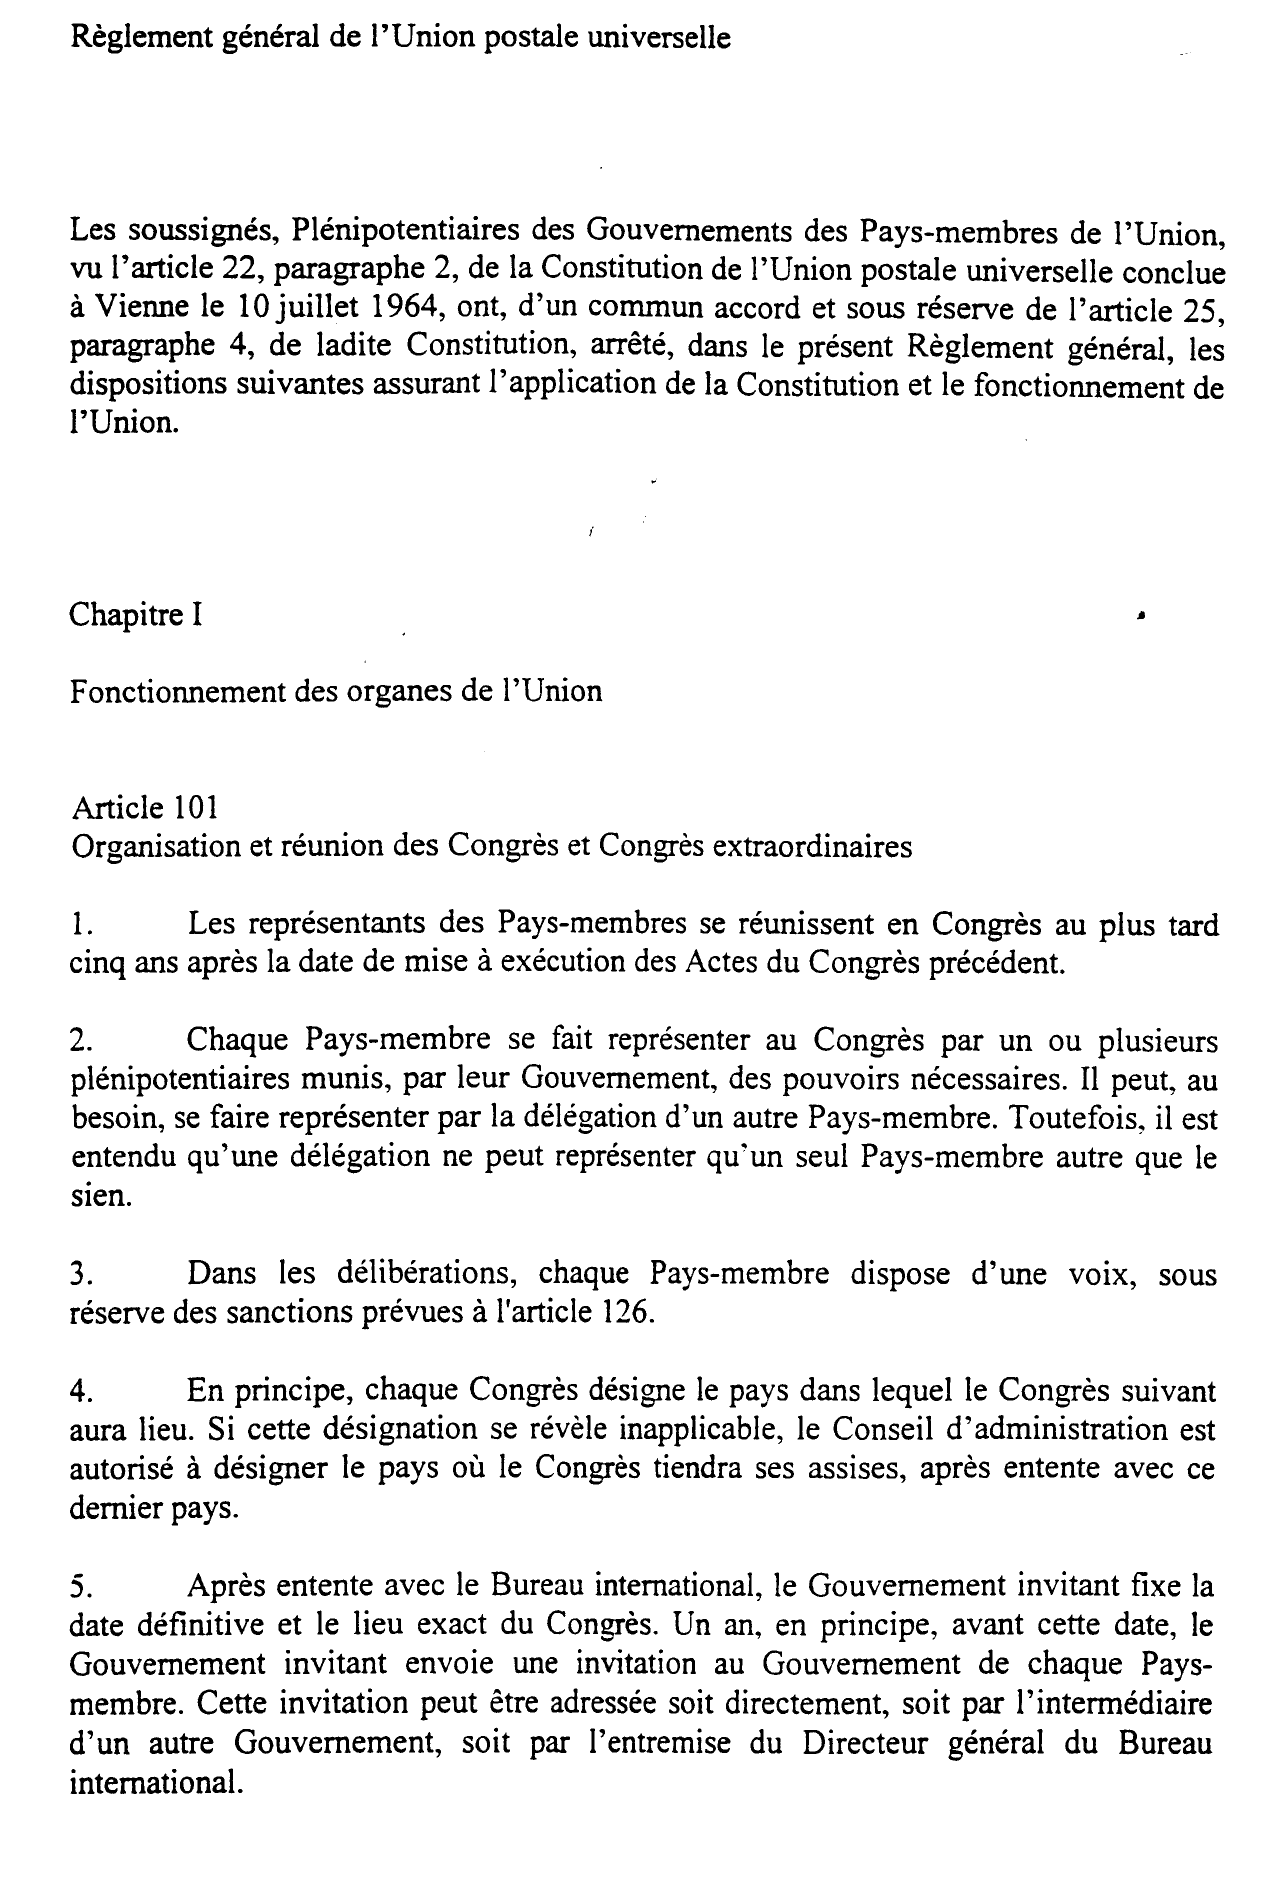 Règlement général de l'Union postale universelle
Les soussignés, Plénipotentiaires des Gouvernements des Pays-membres de l'Union,
vu l'article 22, paragraphe 2, de la Constitution de l'Union postale universelle conclue
à Vienne le 10 juillet 1964, ont, d'un commun accord et sous réserve de l'article 25,
paragraphe 4, de ladite Constitution, arrêté, dans le présent Règlement général, les
dispositions suivantes assurant l'application de la Constitution et le fonctionnement de
l'Union.
Chapitre I
Fonctionnement des organes de l'Union
Article 101
Organisation et réunion des Congrès et Congrès extraordinaires
1. Les représentants des Pays-membres se réunissent en Congrès au plus tard
cinq ans après la date de mise à exécution des Actes du Congrès précédent.
2. Chaque Pays-membre se fait représenter au Congrès par un ou plusieurs
plénipotentiaires munis, par leur Gouvernement, des pouvoirs nécessaires. Il peut, au
besoin, se faire représenter par la délégation d'un autre Pays-membre. Toutefois, il est
entendu qu'une délégation ne peut représenter qu'un seul Pays-membre autre que le
sien.
3. Dans les délibérations, chaque Pays-membre dispose d'une voix, sous
réserve des sanctions prévues à l'article 126.
4. En principe, chaque Congrès désigne le pays dans lequel le Congrès suivant
aura lieu. Si cette désignation se révèle inapplicable, le Conseil d'administration est
autorisé à désigner le pays où le Congrès tiendra ses assises, après entente avec ce
dernier pays.
5. Après entente avec le Bureau international, le Gouvernement invitant fixe la
date définitive et le lieu exact du Congrès. Un an, en principe, avant cette date, le
Gouvernement invitant envoie une invitation au Gouvernement de chaque Pays-
membre. Cette invitation peut être adressée soit directement, soit par l'intermédiaire
d'un autre Gouvernement, soit par l'entremise du Directeur général du Bureau
international.